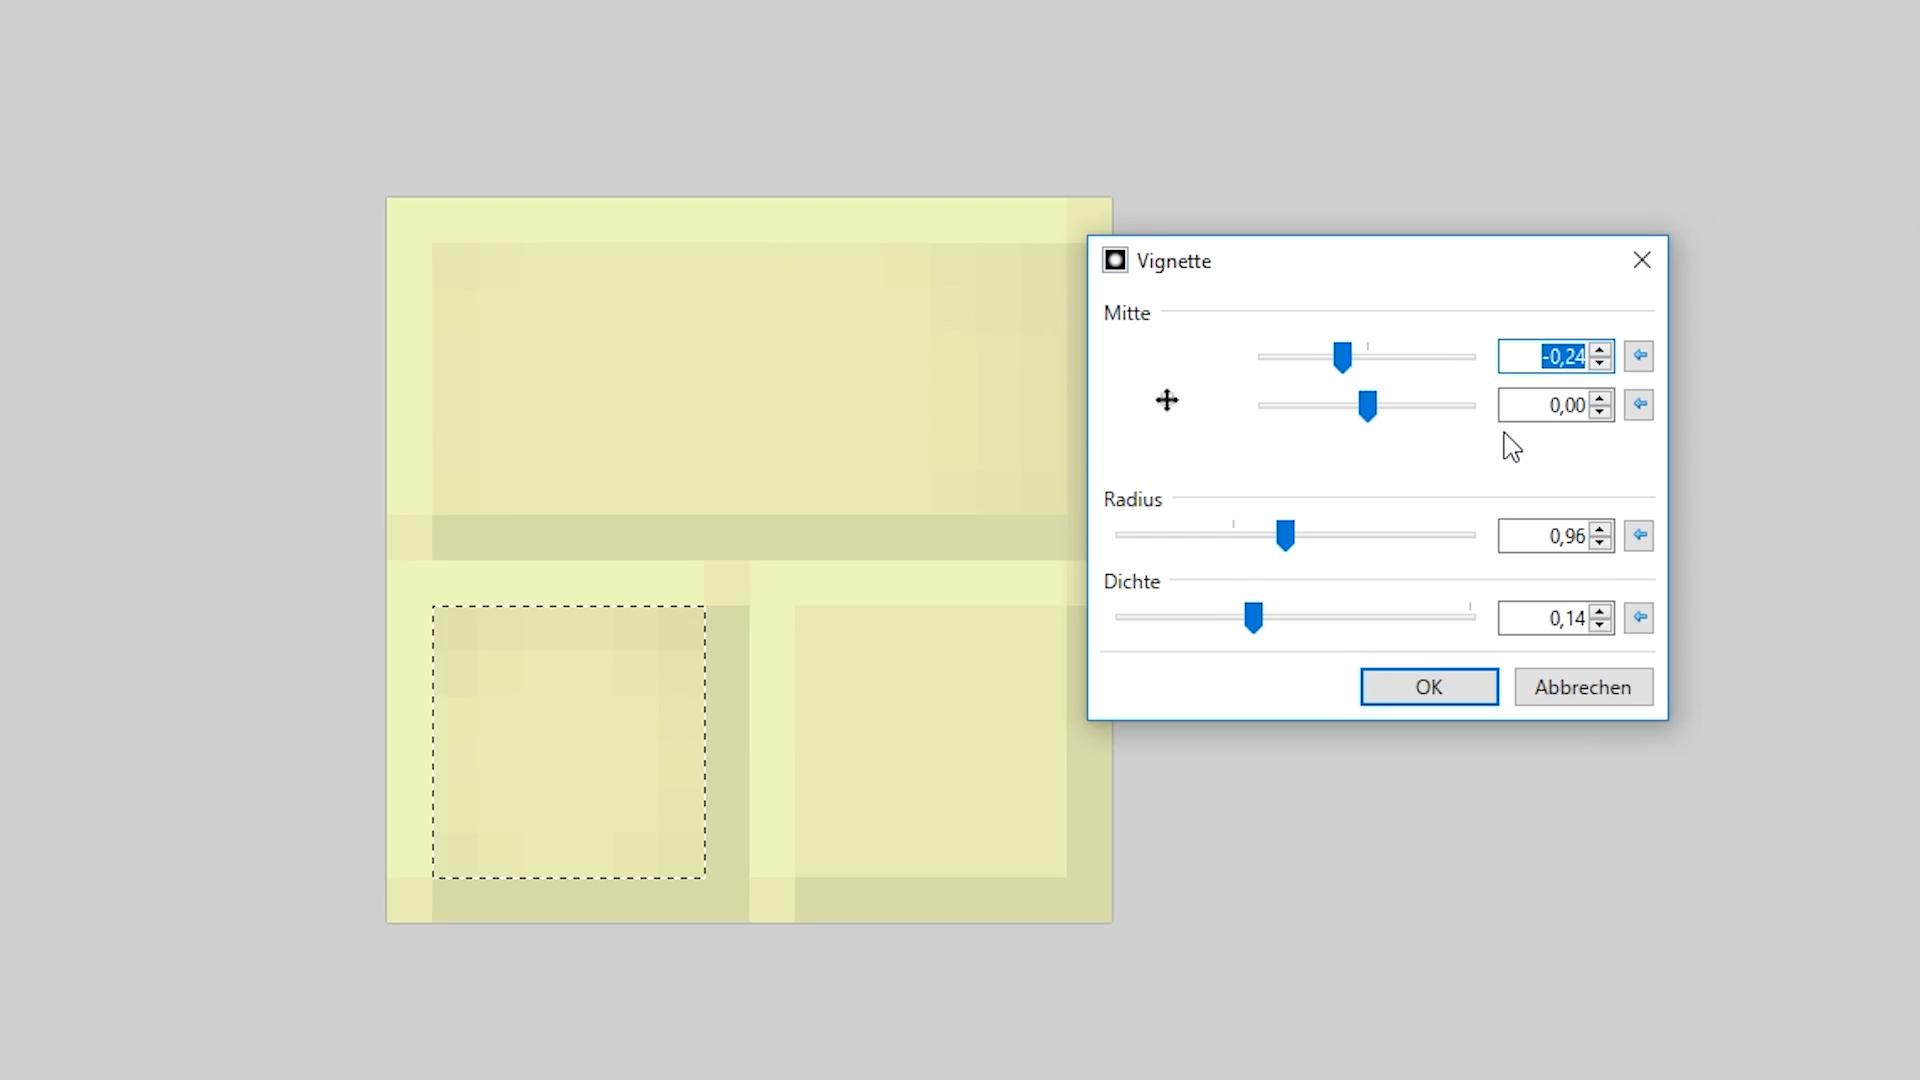 Vignette
Mitte
-0,24
0,00
Radius
0,96
Dichte
0,14
OK
Abbrechen